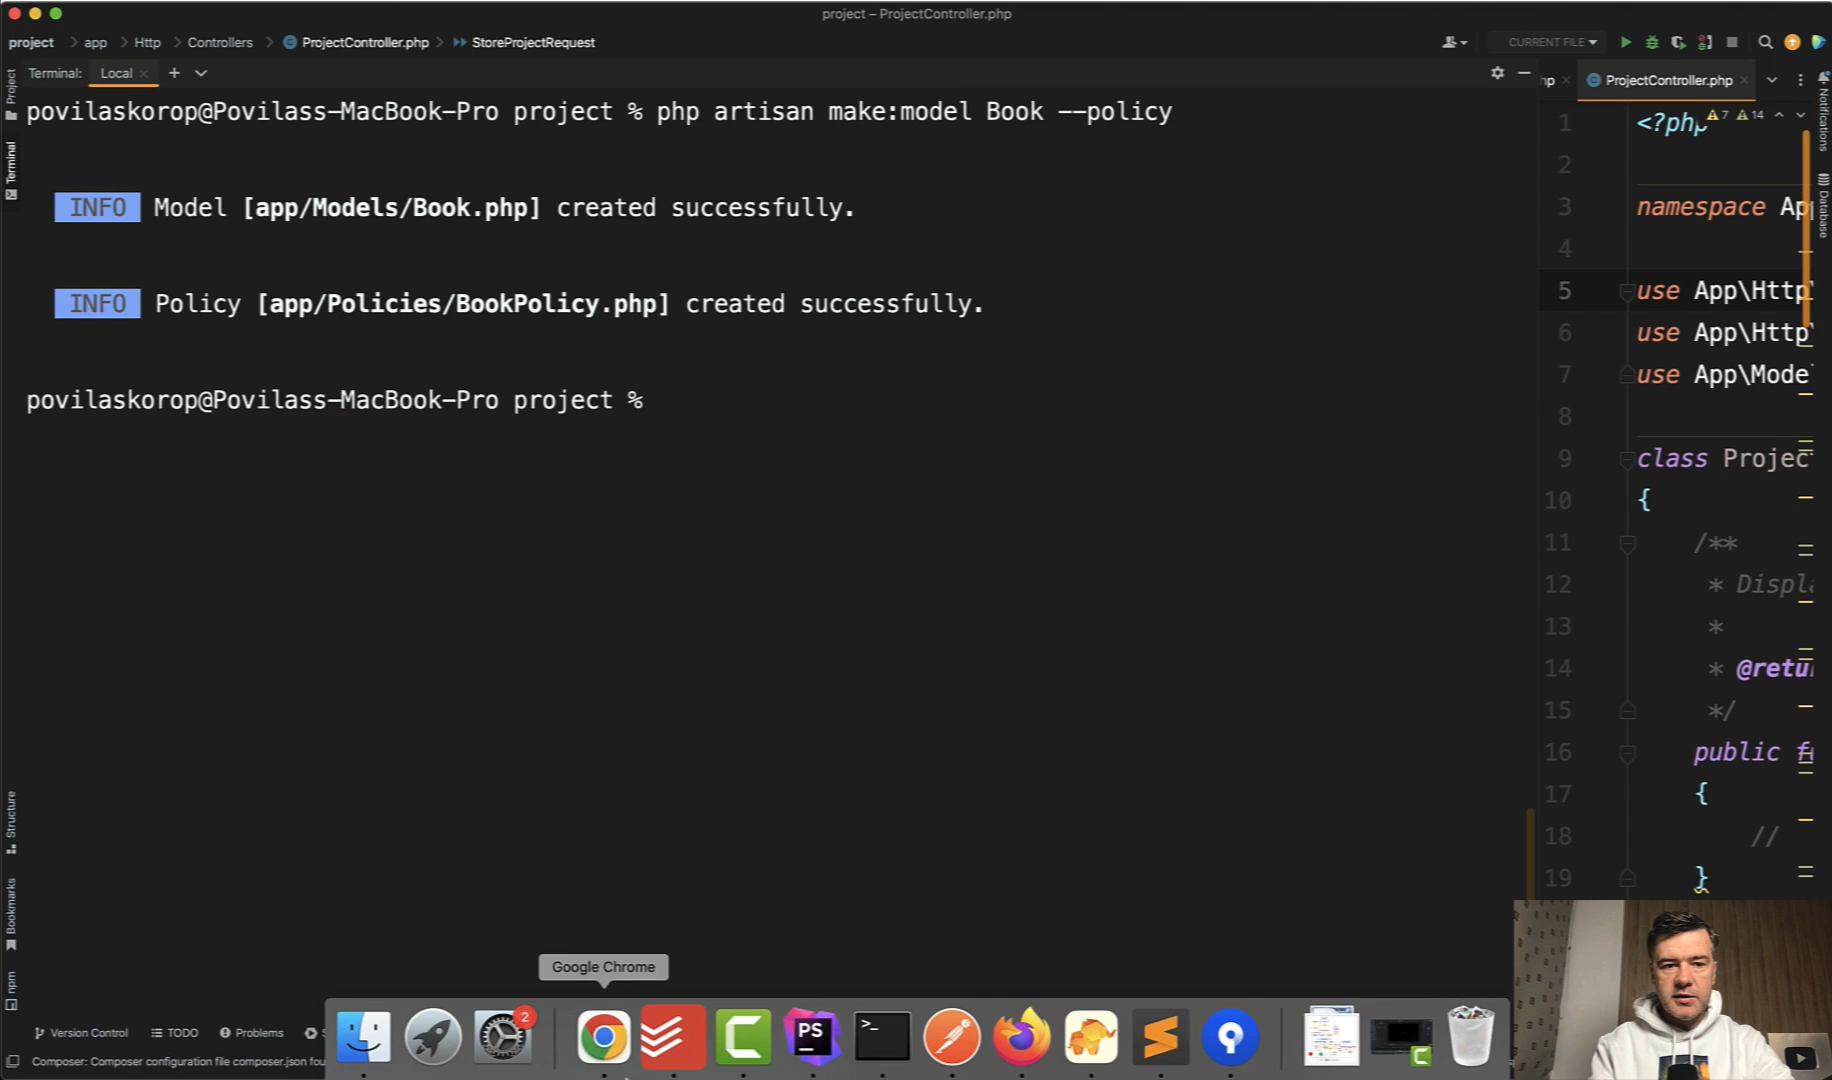 project – ProjectController.php
project
app
Http
Controllers
ProjectController.php
StoreProjectRequest
CURRENT FILE
Terminal:
Local
ProjectController.php
Project
Terminal
Structure
Bookmarks
npm
Notifications
Database
povilaskorop@Povilass-MacBook-Pro project % php artisan make:model Book --policy
INFO Model [app/Models/Book.php] created successfully.
INFO Policy [app/Policies/BookPolicy.php] created successfully.
povilaskorop@Povilass-MacBook-Pro project %
1 <?php
7 14
2
3 namespace Ap
4
5 use App\Http\
6 use App\Http\
7 use App\Mode
8
9 class Projec
10 {
11 /**
12 * Displ
13 *
14 * @retu
15 */
16 public f
17 {
18 //
19 }
Google Chrome
2
PS
>_
Version Control
TODO
Problems
Composer: Composer configuration file composer.json fou